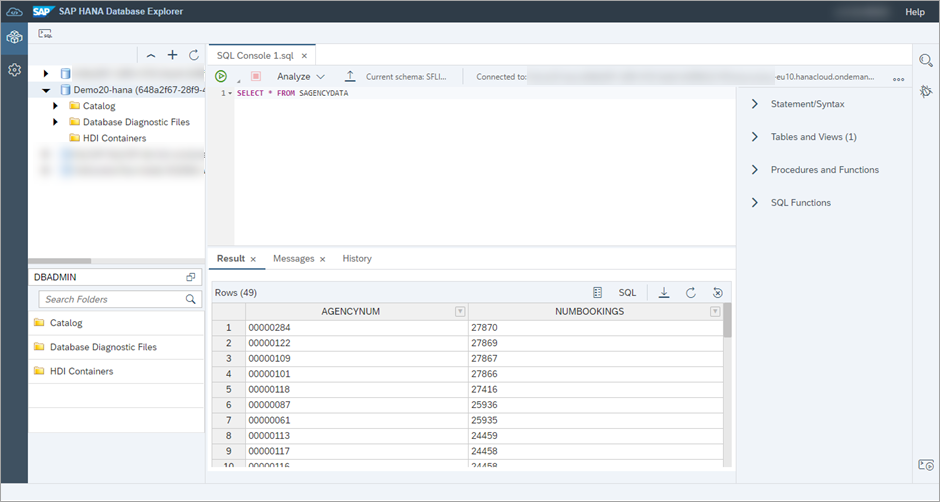 SAP SAP HANA Database Explorer
Help
SQL Console 1.sql ×
Analyze
Current schema: SFLI...
Connected to:
-eu10.hanacloud.ondeman...
Demo20-hana (648a2f67-28f9-4
Catalog
Database Diagnostic Files
HDI Containers
1 SELECT * FROM SAGENCYDATA
Statement/Syntax
Tables and Views (1)
Procedures and Functions
SQL Functions
DBADMIN
Search Folders
Catalog
Database Diagnostic Files
HDI Containers
Result × Messages × History
Rows (49) SQL
AGENCYNUM NUMBOOKINGS
1 00000284 27870
2 00000122 27869
3 00000109 27867
4 00000101 27866
5 00000118 27416
6 00000087 25936
7 00000061 25935
8 00000113 24459
9 00000117 24458
10 00000116 24458